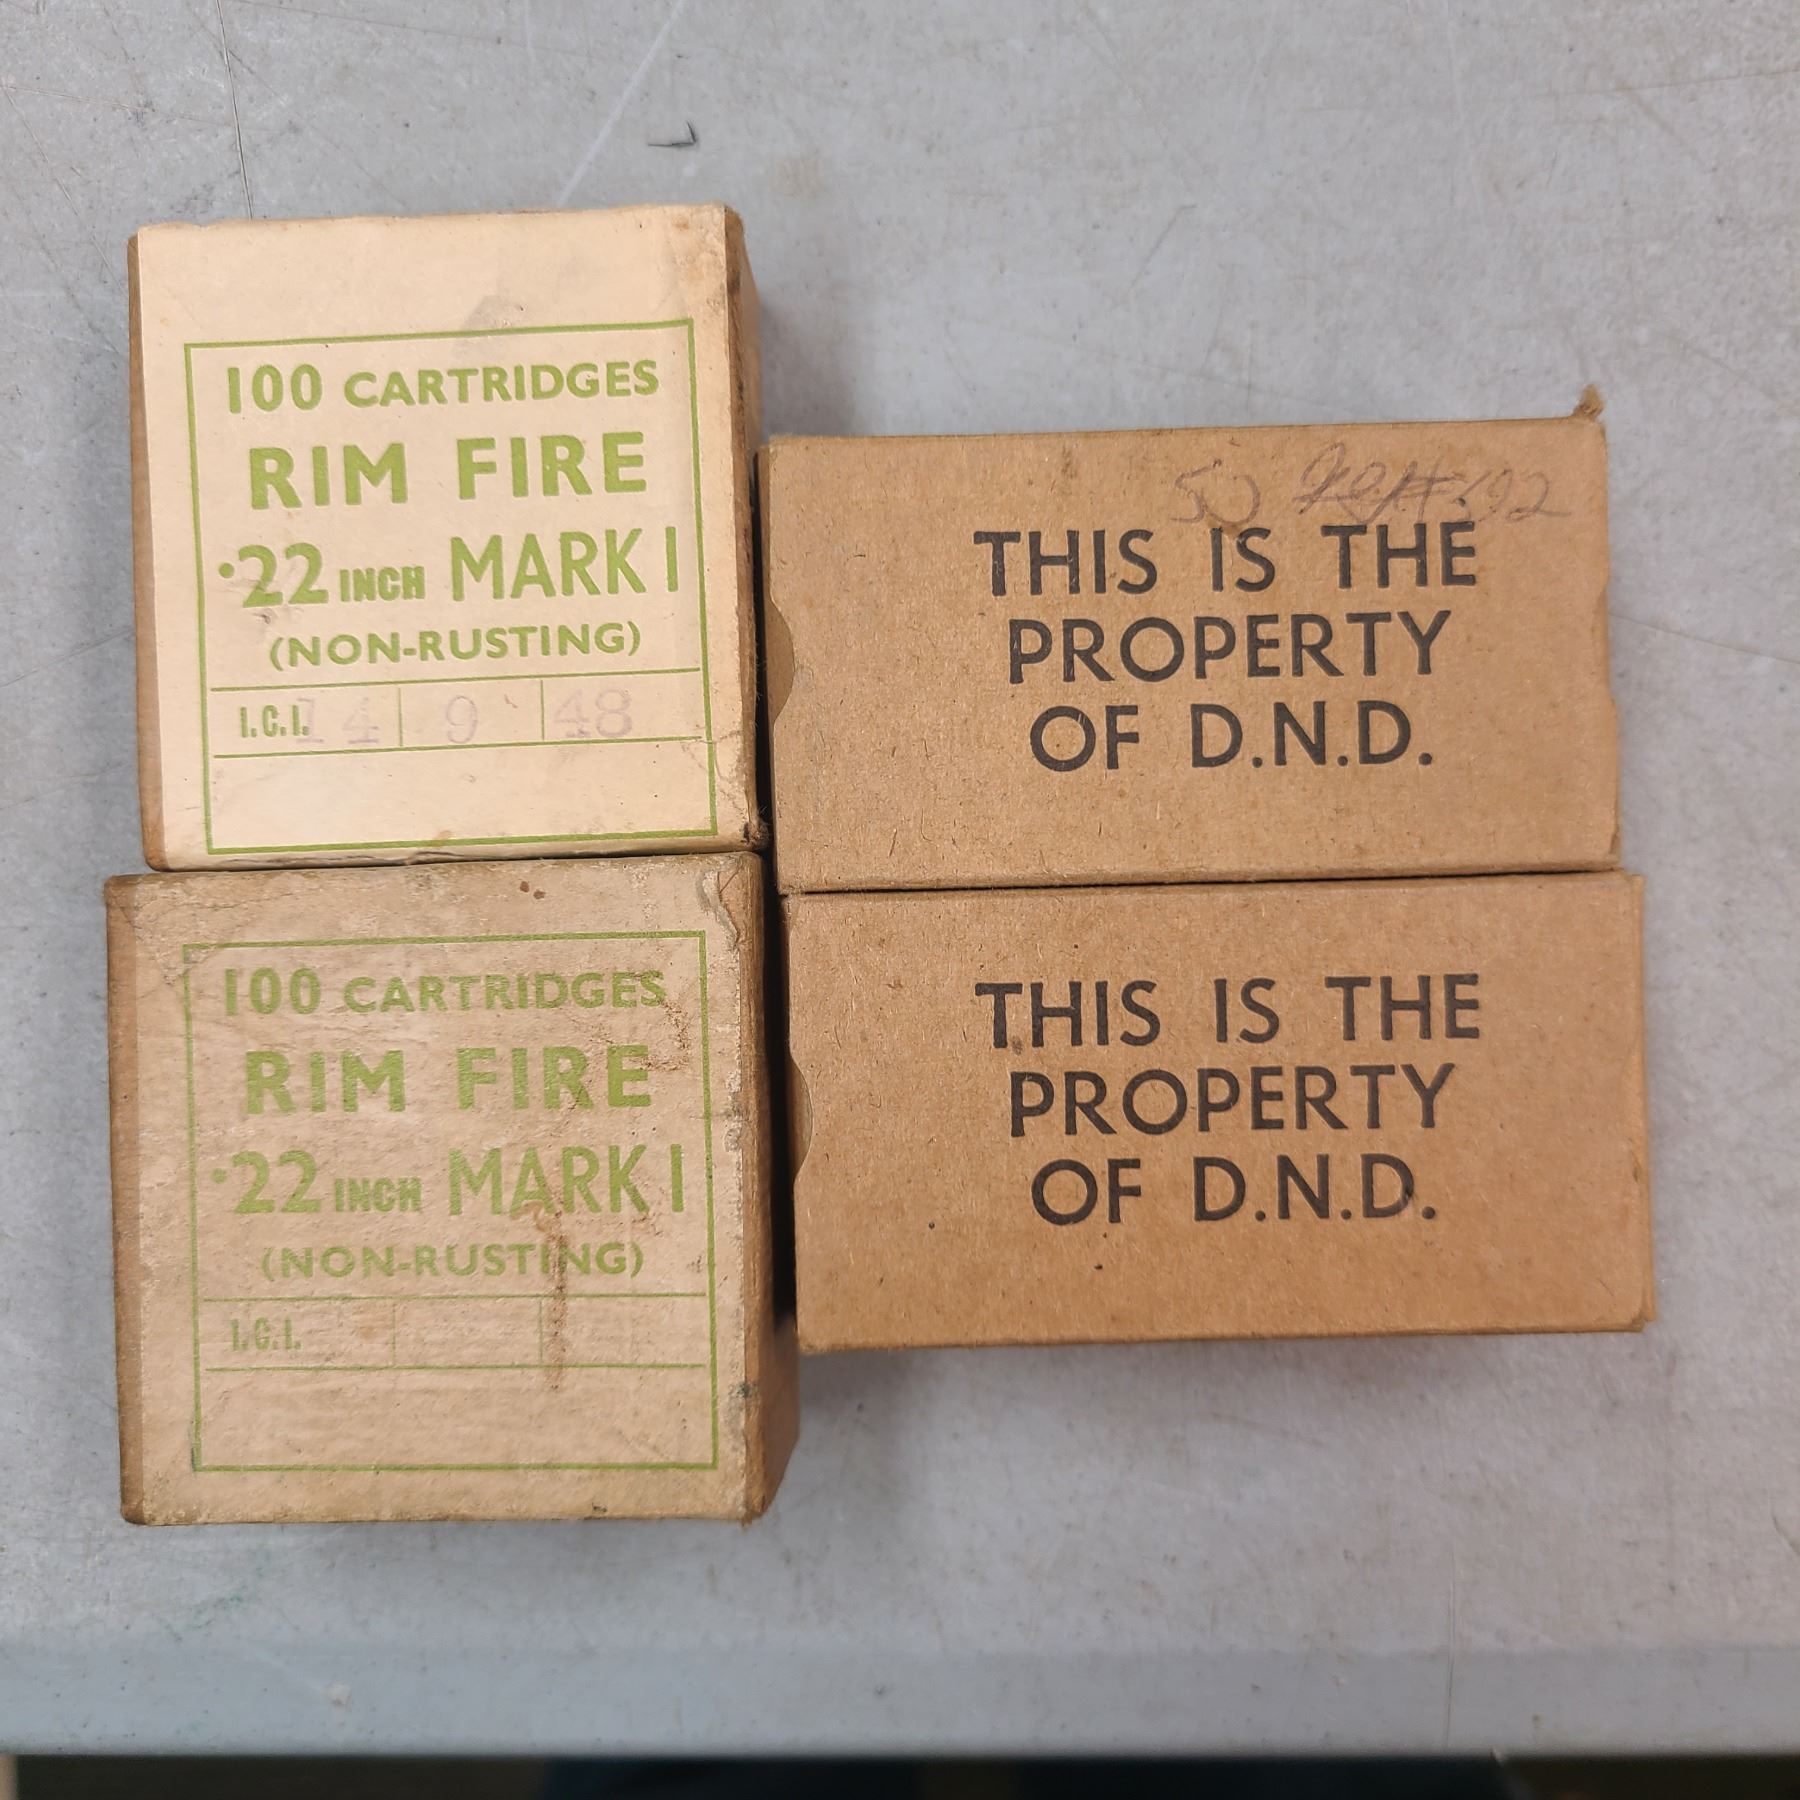 100 CARTRIDGES
RIM FIRE
·22 INCH MARK I
(NON-RUSTING)
I.C.I. 14 9 48
100 CARTRIDGES
RIM FIRE
·22 INCH MARK I
(NON-RUSTING)
I.C.I.
50
THIS IS THE
PROPERTY
OF D.N.D.
THIS IS THE
PROPERTY
OF D.N.D.